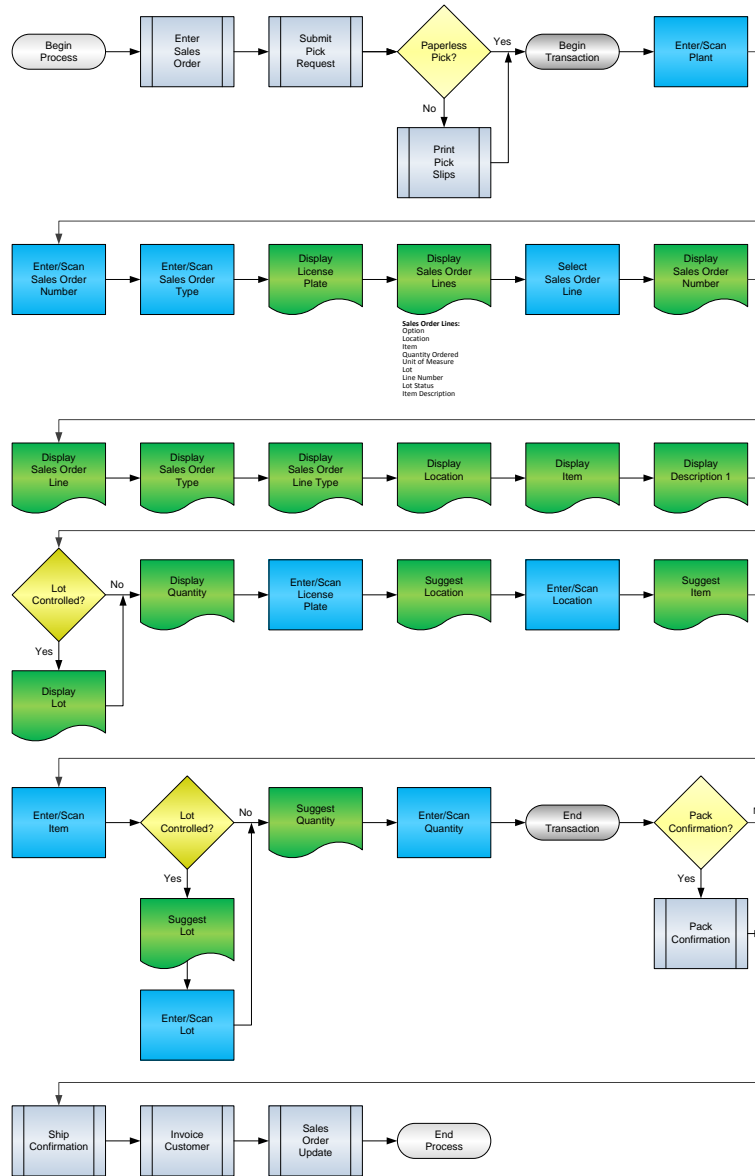 Begin
Process
Enter
Sales
Order
Submit
Pick
Request
Paperless
Pick?
Yes
No
Print
Pick
Slips
Begin
Transaction
Enter/Scan
Plant
Enter/Scan
Sales Order
Number
Enter/Scan
Sales Order
Type
Display
License
Plate
Display
Sales Order
Lines
Sales Order Lines:
Option
Location
Item
Quantity Ordered
Unit of Measure
Lot
Line Number
Lot Status
Item Description
Select
Sales Order
Line
Display
Sales Order
Number
Display
Sales Order
Line
Display
Sales Order
Type
Display
Sales Order
Line Type
Display
Location
Display
Item
Display
Description 1
Lot
Controlled?
No
Yes
Display
Lot
Display
Quantity
Enter/Scan
License
Plate
Suggest
Location
Enter/Scan
Location
Suggest
Item
Enter/Scan
Item
Lot
Controlled?
No
Yes
Suggest
Lot
Enter/Scan
Lot
Suggest
Quantity
Enter/Scan
Quantity
End
Transaction
Pack
Confirmation?
Yes
Pack
Confirmation
Ship
Confirmation
Invoice
Customer
Sales
Order
Update
End
Process